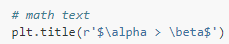 # math text
plt.title(r'$\alpha > \beta$')